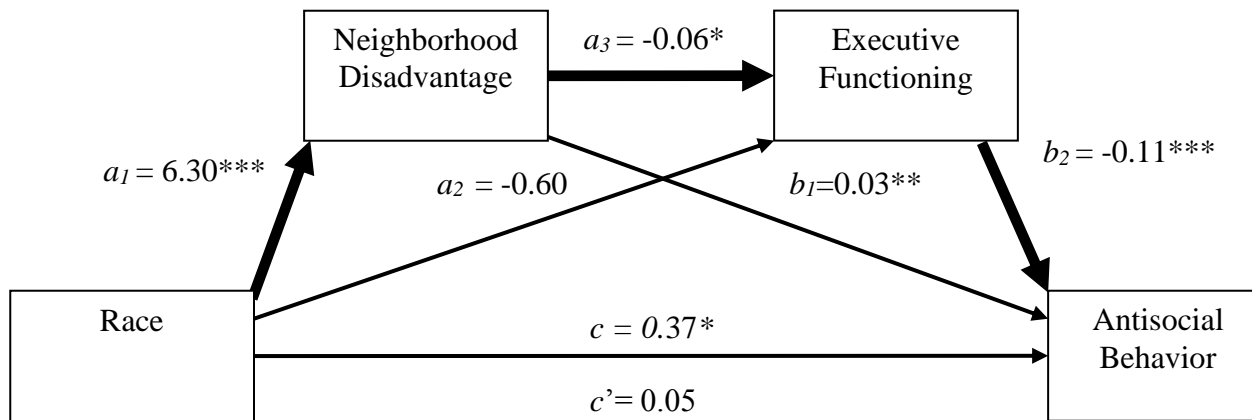 Neighborhood
Disadvantage
a3 = -0.06*
Executive
Functioning
a1 = 6.30***
a2 = -0.60
b1=0.03**
b2 = -0.11***
Race
c = 0.37*
c’= 0.05
Antisocial
Behavior